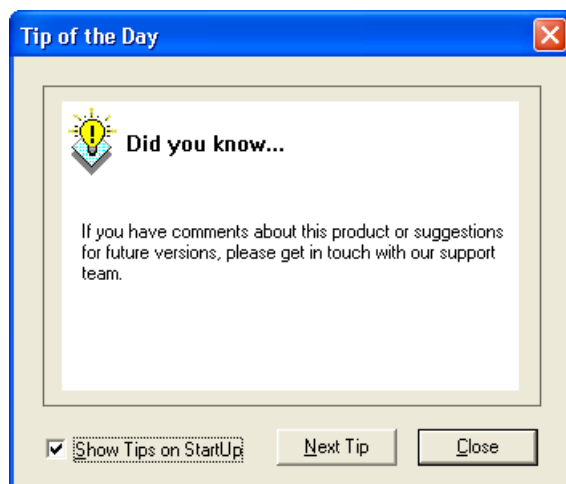 Tip of the Day
Did you know...
If you have comments about this product or suggestions
for future versions, please get in touch with our support
team.
Show Tips on StartUp
Next Tip
Close